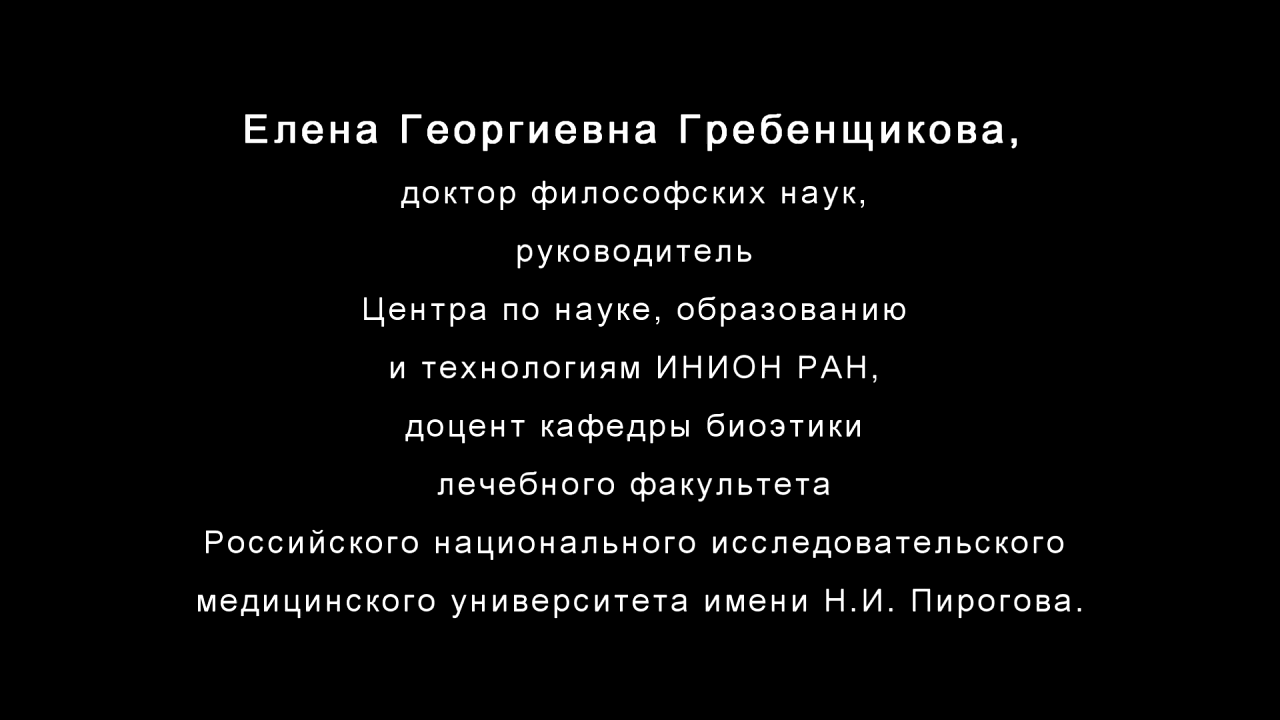 Елена Георгиевна Гребенщикова,
доктор философских наук,
руководитель
Центра по науке, образованию
и технологиям ИНИОН РАН,
доцент кафедры биоэтики
лечебного факультета
Российского национального исследовательского
медицинского университета имени Н.И. Пирогова.